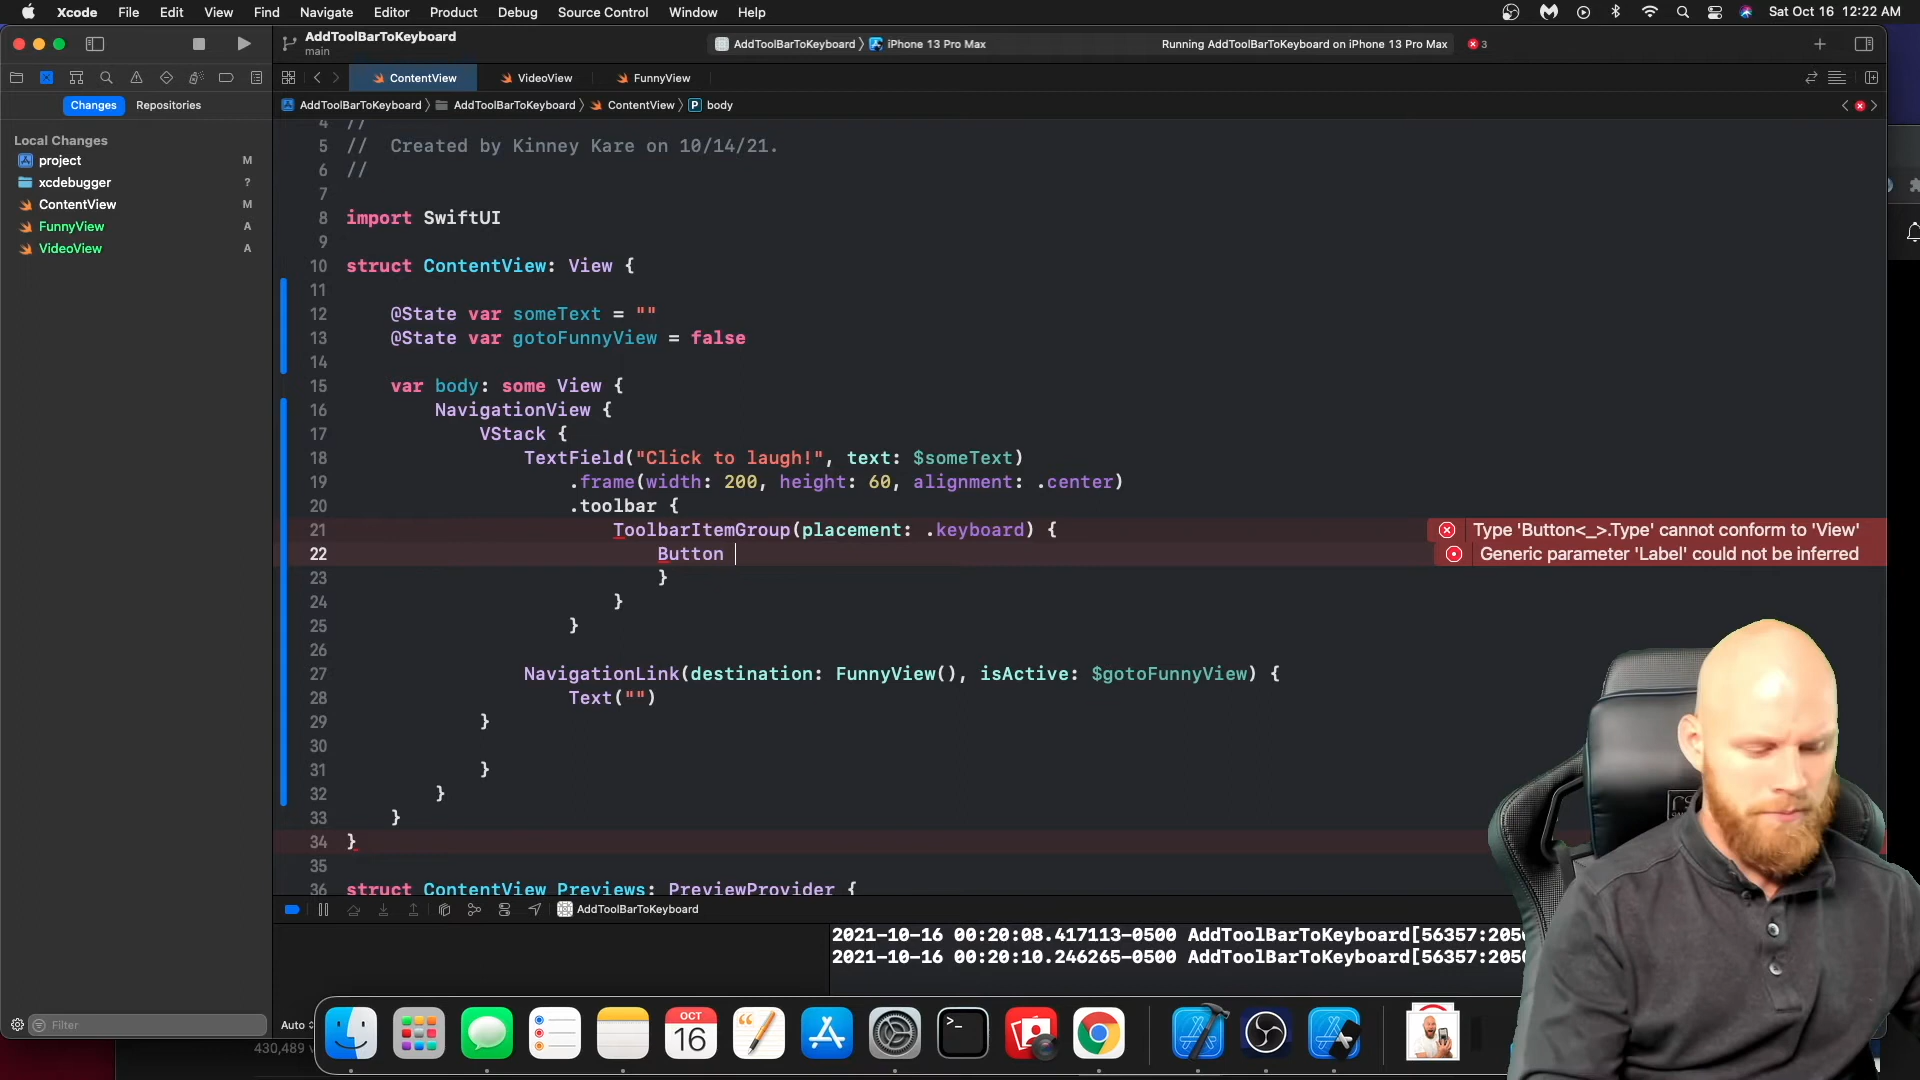 Xcode File Edit View Find Navigate Editor Product Debug Source Control Window Help Sat Oct 16 12:22 AM
AddToolBarToKeyboard
main
AddToolBarToKeyboard iPhone 13 Pro Max Running AddToolBarToKeyboard on iPhone 13 Pro Max 3
ContentView VideoView FunnyView
Changes Repositories
AddToolBarToKeyboard AddToolBarToKeyboard ContentView P body
Local Changes
project M
xcdebugger ?
ContentView M
FunnyView A
VideoView A
4 //
5 // Created by Kinney Kare on 10/14/21.
6 //
7
8 import SwiftUI
9
10 struct ContentView: View {
11
12 @State var someText = ""
13 @State var gotoFunnyView = false
14
15 var body: some View {
16 NavigationView {
17 VStack {
18 TextField("Click to laugh!", text: $someText)
19 .frame(width: 200, height: 60, alignment: .center)
20 .toolbar {
21 ToolbarItemGroup(placement: .keyboard) { Type 'Button<_>.Type' cannot conform to 'View'
22 Button Generic parameter 'Label' could not be inferred
23 }
24 }
25 }
26
27 NavigationLink(destination: FunnyView(), isActive: $gotoFunnyView) {
28 Text("")
29 }
30
31 }
32 }
33 }
34 }
35
36 struct ContentView_Previews: PreviewProvider {
AddToolBarToKeyboard
2021-10-16 00:20:08.417113-0500 AddToolBarToKeyboard[56357:205
2021-10-16 00:20:10.246265-0500 AddToolBarToKeyboard[56357:205
Filter
Auto
430,489
OCT
16